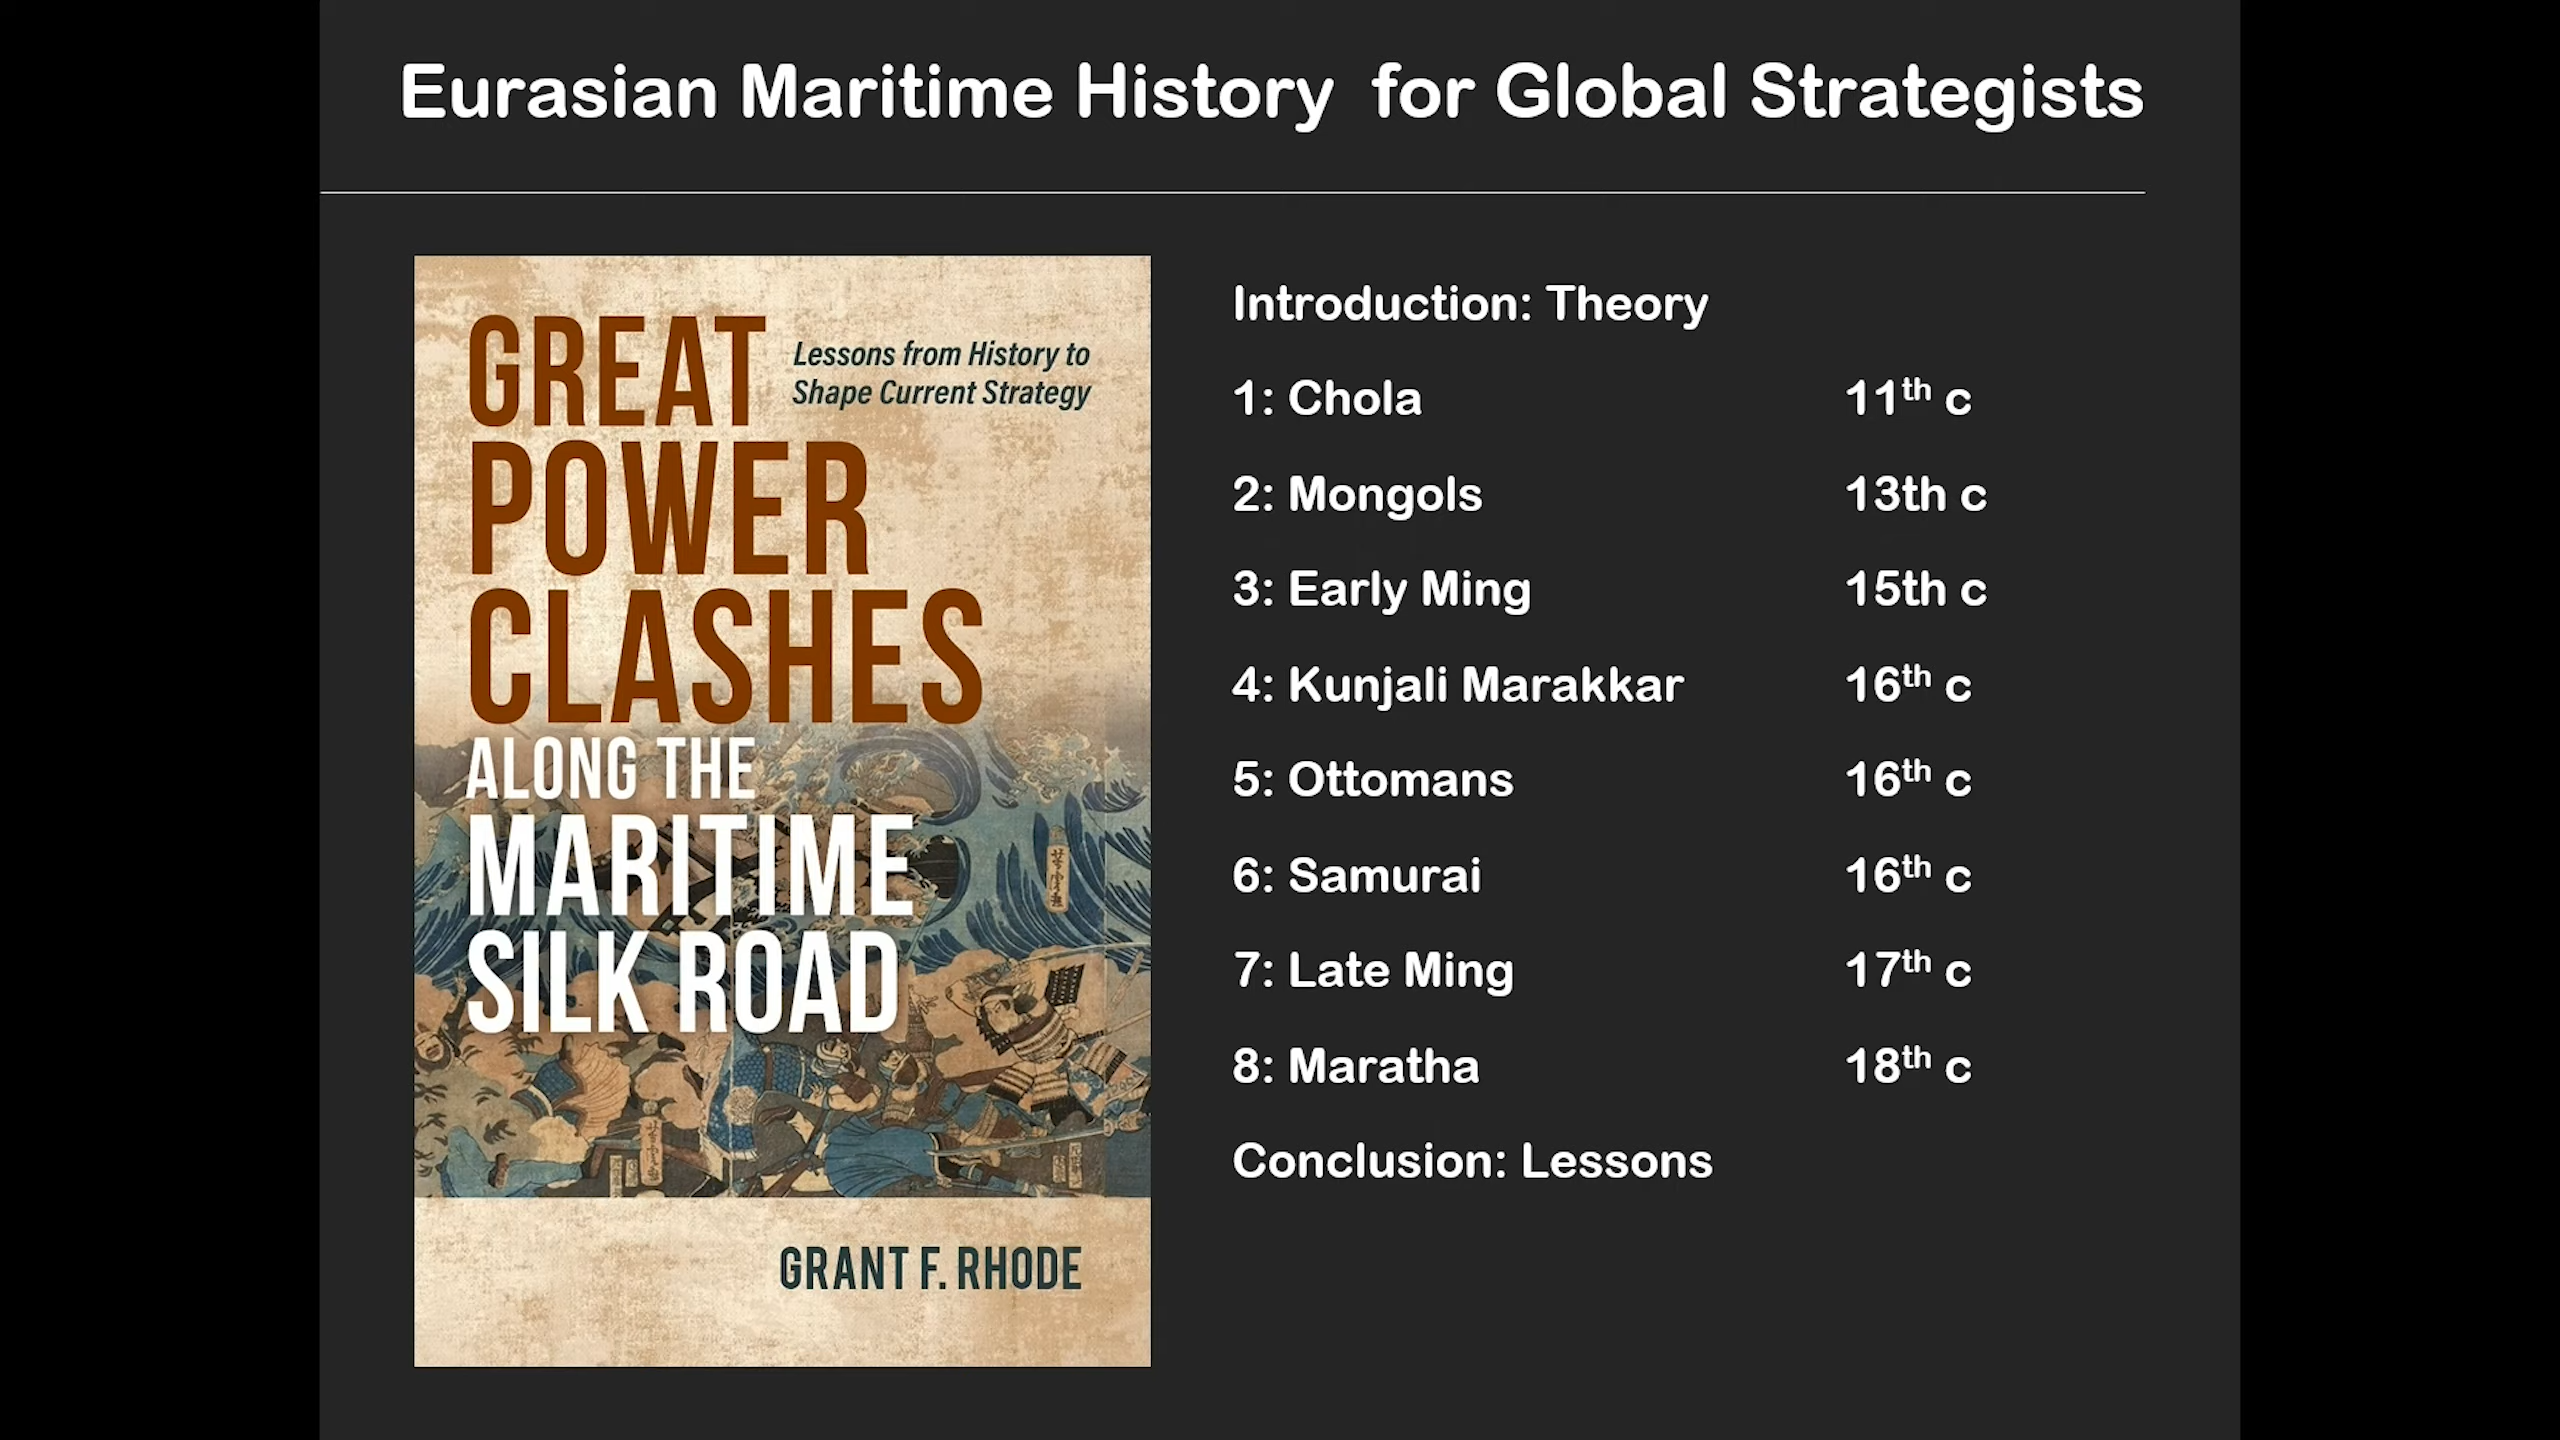 Eurasian Maritime History  for Global Strategists
GREAT
Lessons from History to
Shape Current Strategy
POWER
CLASHES
ALONG THE
MARITIME
SILK ROAD
GRANT F. RHODE
Introduction: Theory
1: Chola 11th c
2: Mongols 13th c
3: Early Ming 15th c
4: Kunjali Marakkar 16th c
5: Ottomans 16th c
6: Samurai 16th c
7: Late Ming 17th c
8: Maratha 18th c
Conclusion: Lessons